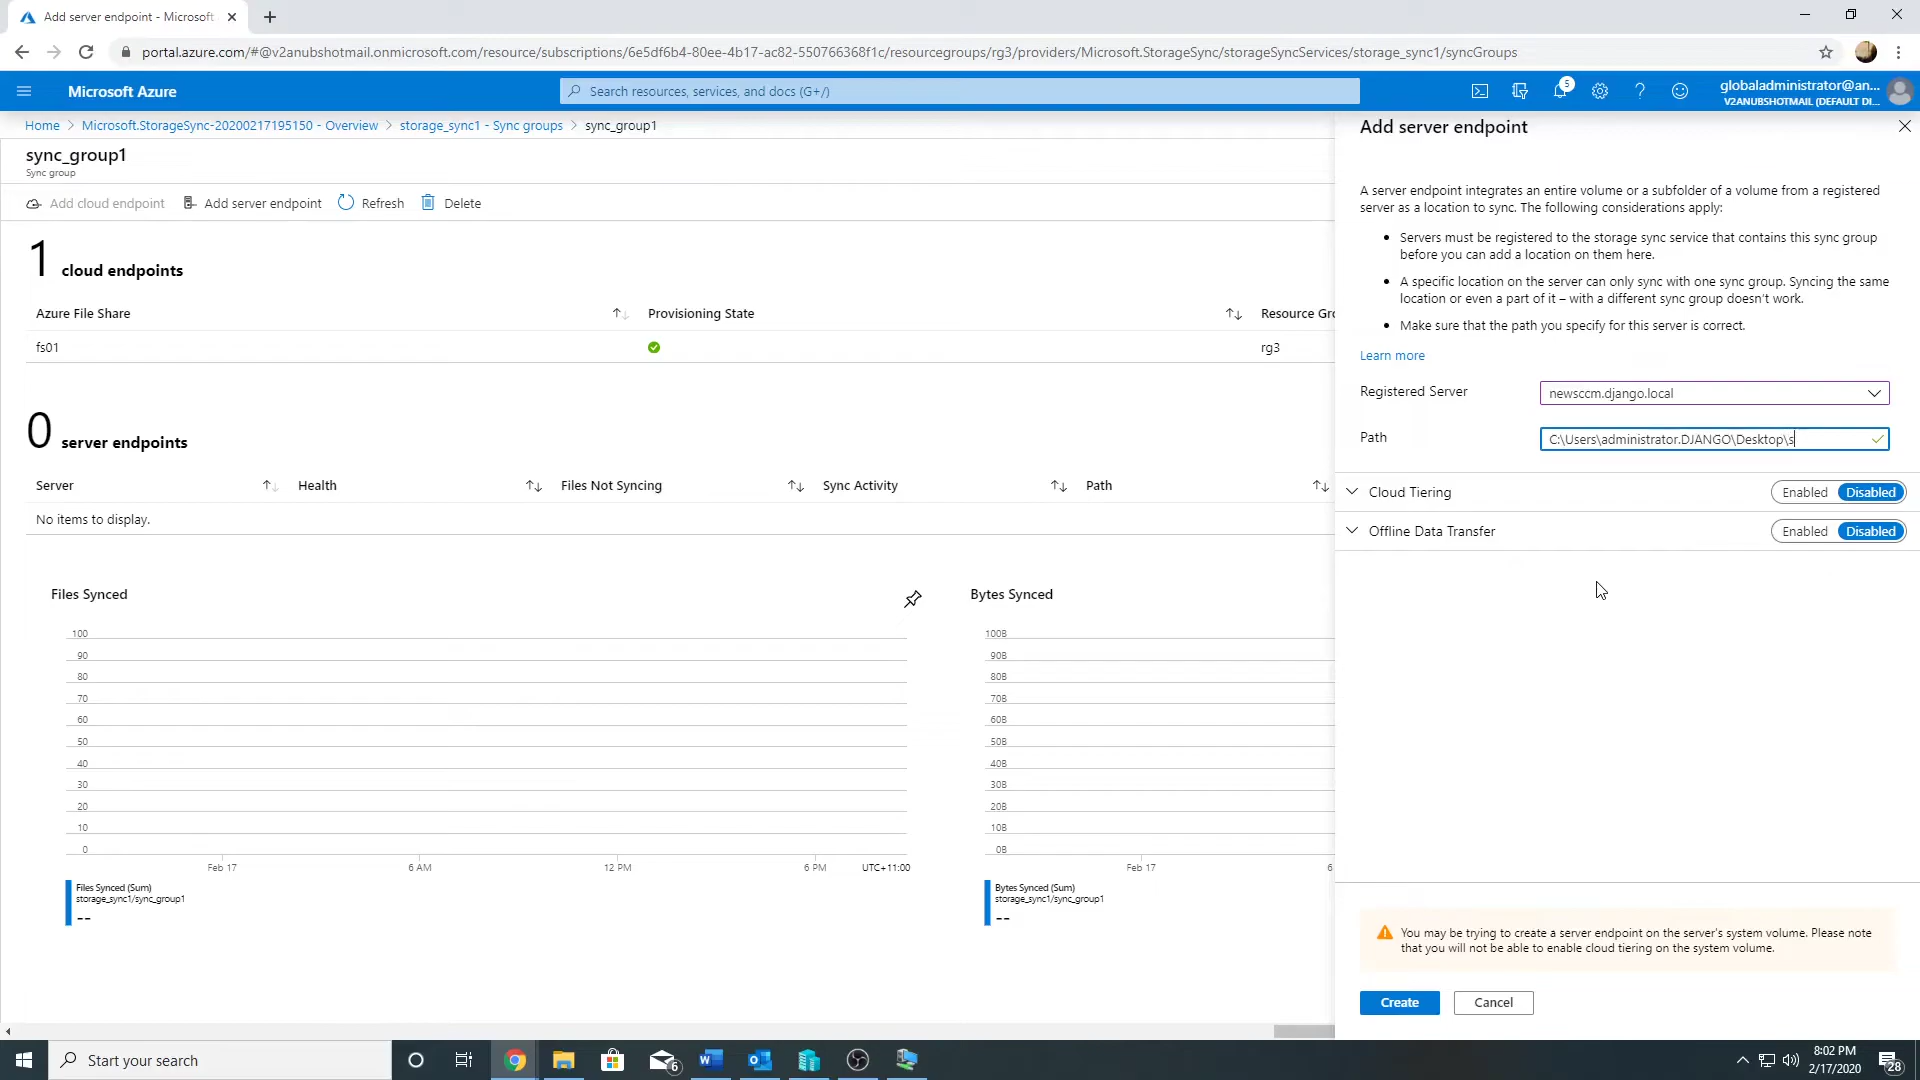 Add server endpoint - Microsoft
portal.azure.com/#@v2anubshotmail.onmicrosoft.com/resource/subscriptions/6e5df6b4-80ee-4b17-ac82-550766368f1c/resourcegroups/rg3/providers/Microsoft.StorageSync/storageSyncServices/storage_sync1/syncGroups
Microsoft Azure
Search resources, services, and docs (G+/)
5
globaladministrator@an...
V2ANUBSHOTMAIL (DEFAULT DI...
Home > Microsoft.StorageSync-20200217195150 - Overview > storage_sync1 - Sync groups > sync_group1
sync_group1
Sync group
Add cloud endpoint Add server endpoint Refresh Delete
1 cloud endpoints
Azure File Share Provisioning State Resource Gro
fs01 rg3
0 server endpoints
Server Health Files Not Syncing Sync Activity Path
No items to display.
Files Synced
100
90
80
70
60
50
40
30
20
10
0
Feb 17 6 AM 12 PM 6 PM UTC+11:00
Files Synced (Sum)
storage_sync1/sync_group1
--
Bytes Synced
100B
90B
80B
70B
60B
50B
40B
30B
20B
10B
0B
Feb 17 6
Bytes Synced (Sum)
storage_sync1/sync_group1
--
Add server endpoint
A server endpoint integrates an entire volume or a subfolder of a volume from a registered
server as a location to sync. The following considerations apply:
• Servers must be registered to the storage sync service that contains this sync group
before you can add a location on them here.
• A specific location on the server can only sync with one sync group. Syncing the same
location or even a part of it – with a different sync group doesn't work.
• Make sure that the path you specify for this server is correct.
Learn more
Registered Server newsccm.django.local
Path C:\Users\administrator.DJANGO\Desktop\s
Cloud Tiering Enabled Disabled
Offline Data Transfer Enabled Disabled
You may be trying to create a server endpoint on the server's system volume. Please note
that you will not be able to enable cloud tiering on the system volume.
Create Cancel
Start your search
6
8:02 PM
2/17/2020
28